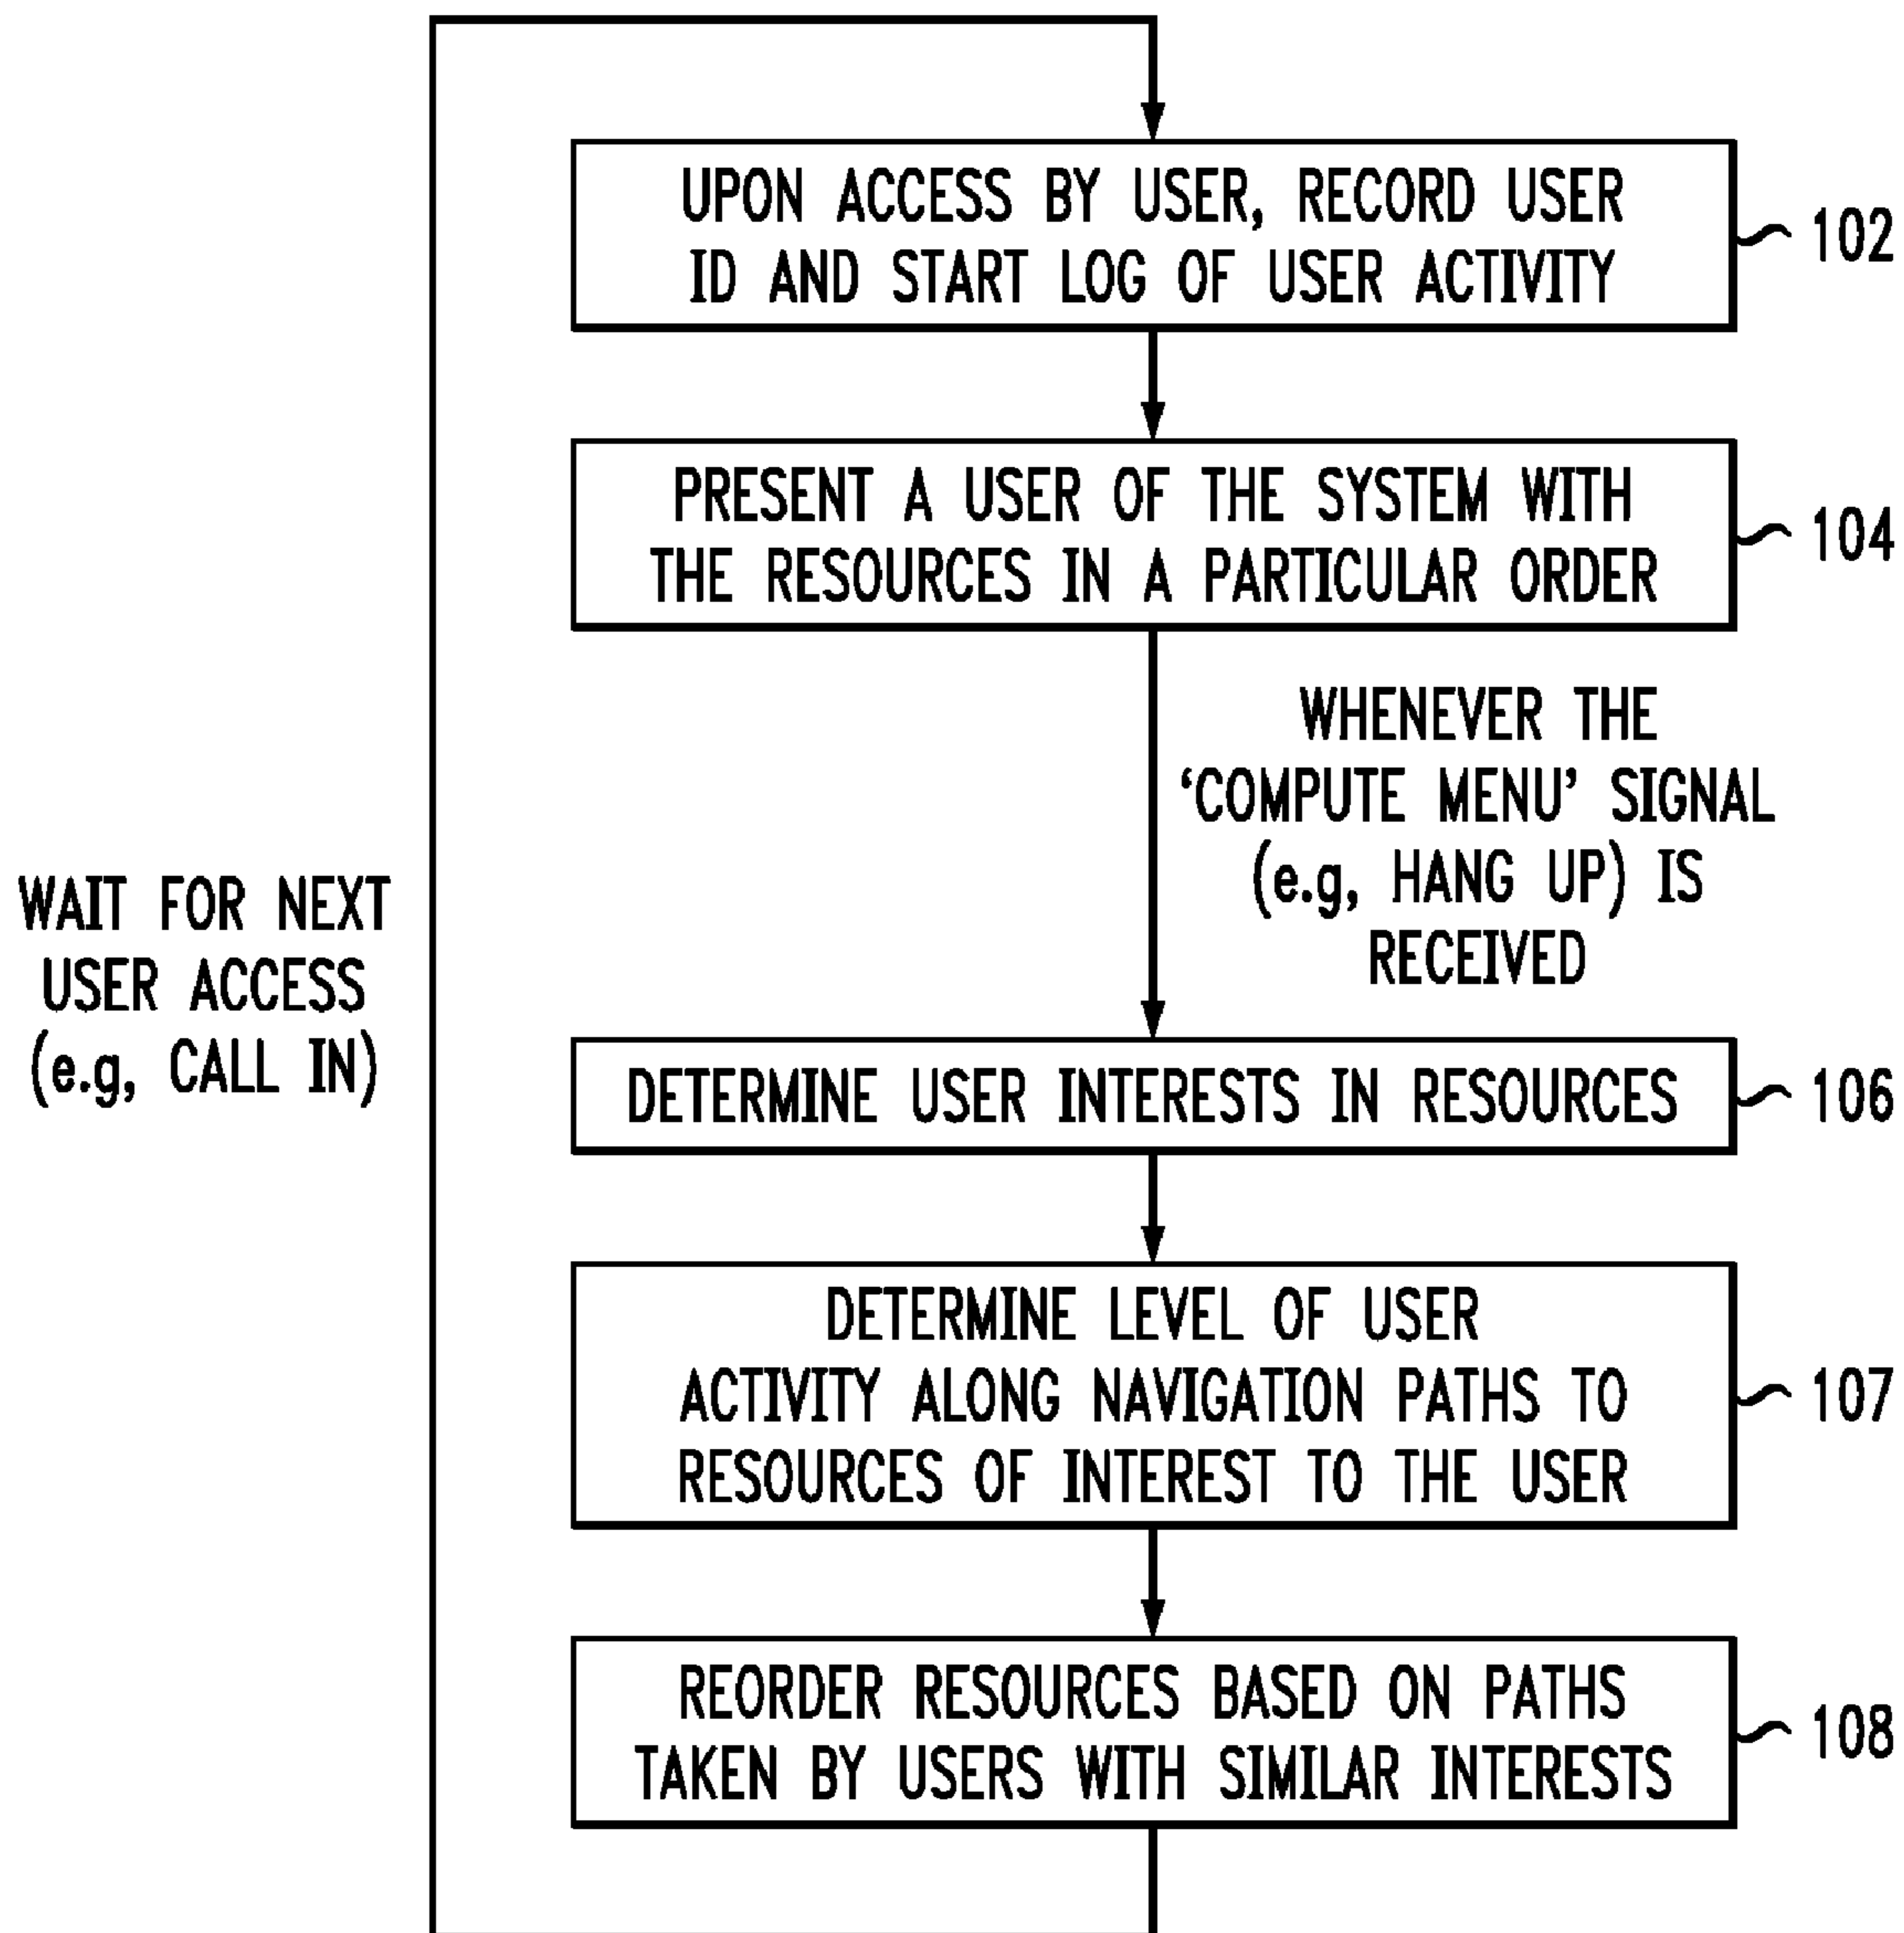 UPON ACCESS BY USER, RECORD USER
ID AND START LOG OF USER ACTIVITY
102
PRESENT A USER OF THE SYSTEM WITH
THE RESOURCES IN A PARTICULAR ORDER
104
WHENEVER THE
‘COMPUTE MENU’ SIGNAL
(e.g, HANG UP) IS
RECEIVED
WAIT FOR NEXT
USER ACCESS
(e.g, CALL IN)
DETERMINE USER INTERESTS IN RESOURCES
106
DETERMINE LEVEL OF USER
ACTIVITY ALONG NAVIGATION PATHS TO
RESOURCES OF INTEREST TO THE USER
107
REORDER RESOURCES BASED ON PATHS
TAKEN BY USERS WITH SIMILAR INTERESTS
108